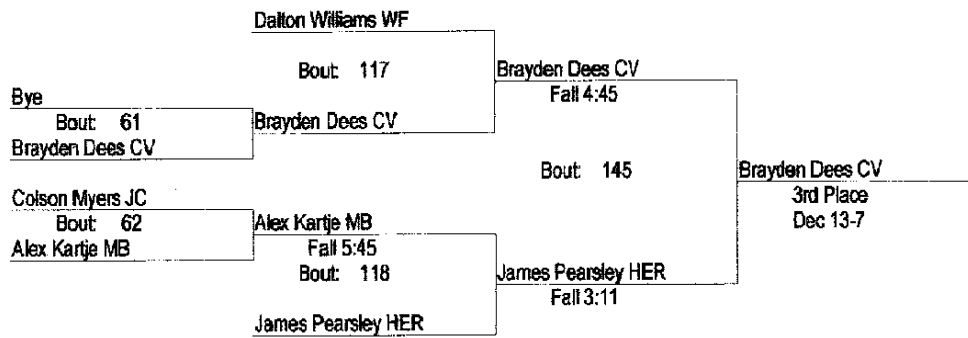 Dalton Williams WF
Bout: 117
Brayden Dees CV
Fall 4:45
Bye
Bout: 61
Brayden Dees CV
Brayden Dees CV
Bout: 145
Brayden Dees CV
3rd Place
Dec 13-7
Colson Myers JC
Bout: 62
Alex Kartje MB
Alex Kartje MB
Fall 5:45
Bout: 118
James Pearsley HER
Fall 3:11
James Pearsley HER